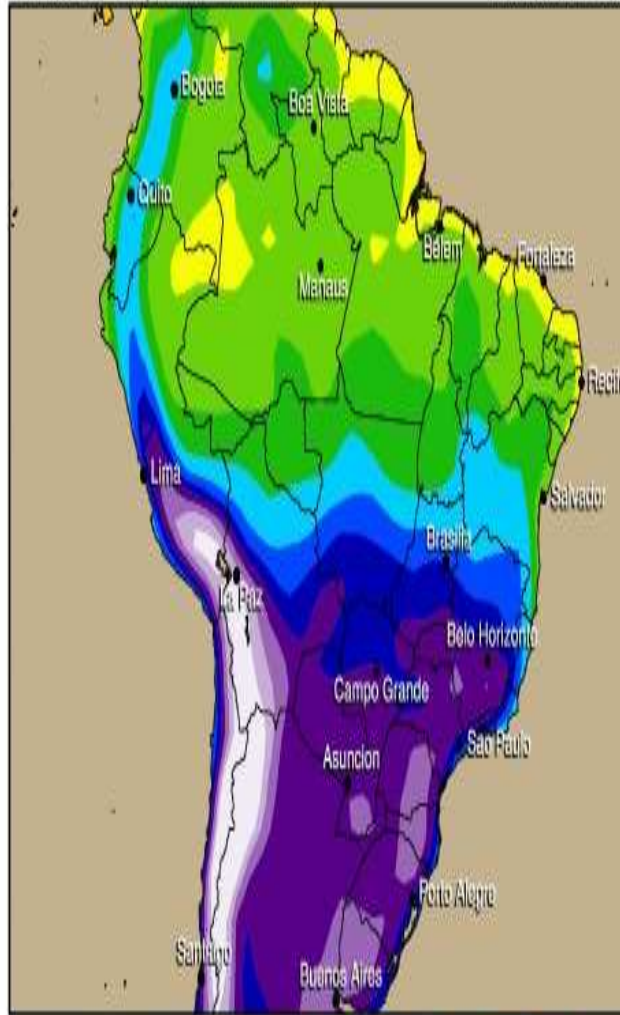 Bogota
Boa Vista
Quito
Belem
Fortaleza
Manaus
Recif
Lima
Salvador
Brasilia
La Paz
Belo Horizonte
Campo Grande
Sao Paulo
Asuncion
Porto Alegre
Santiago
Buenos Aires